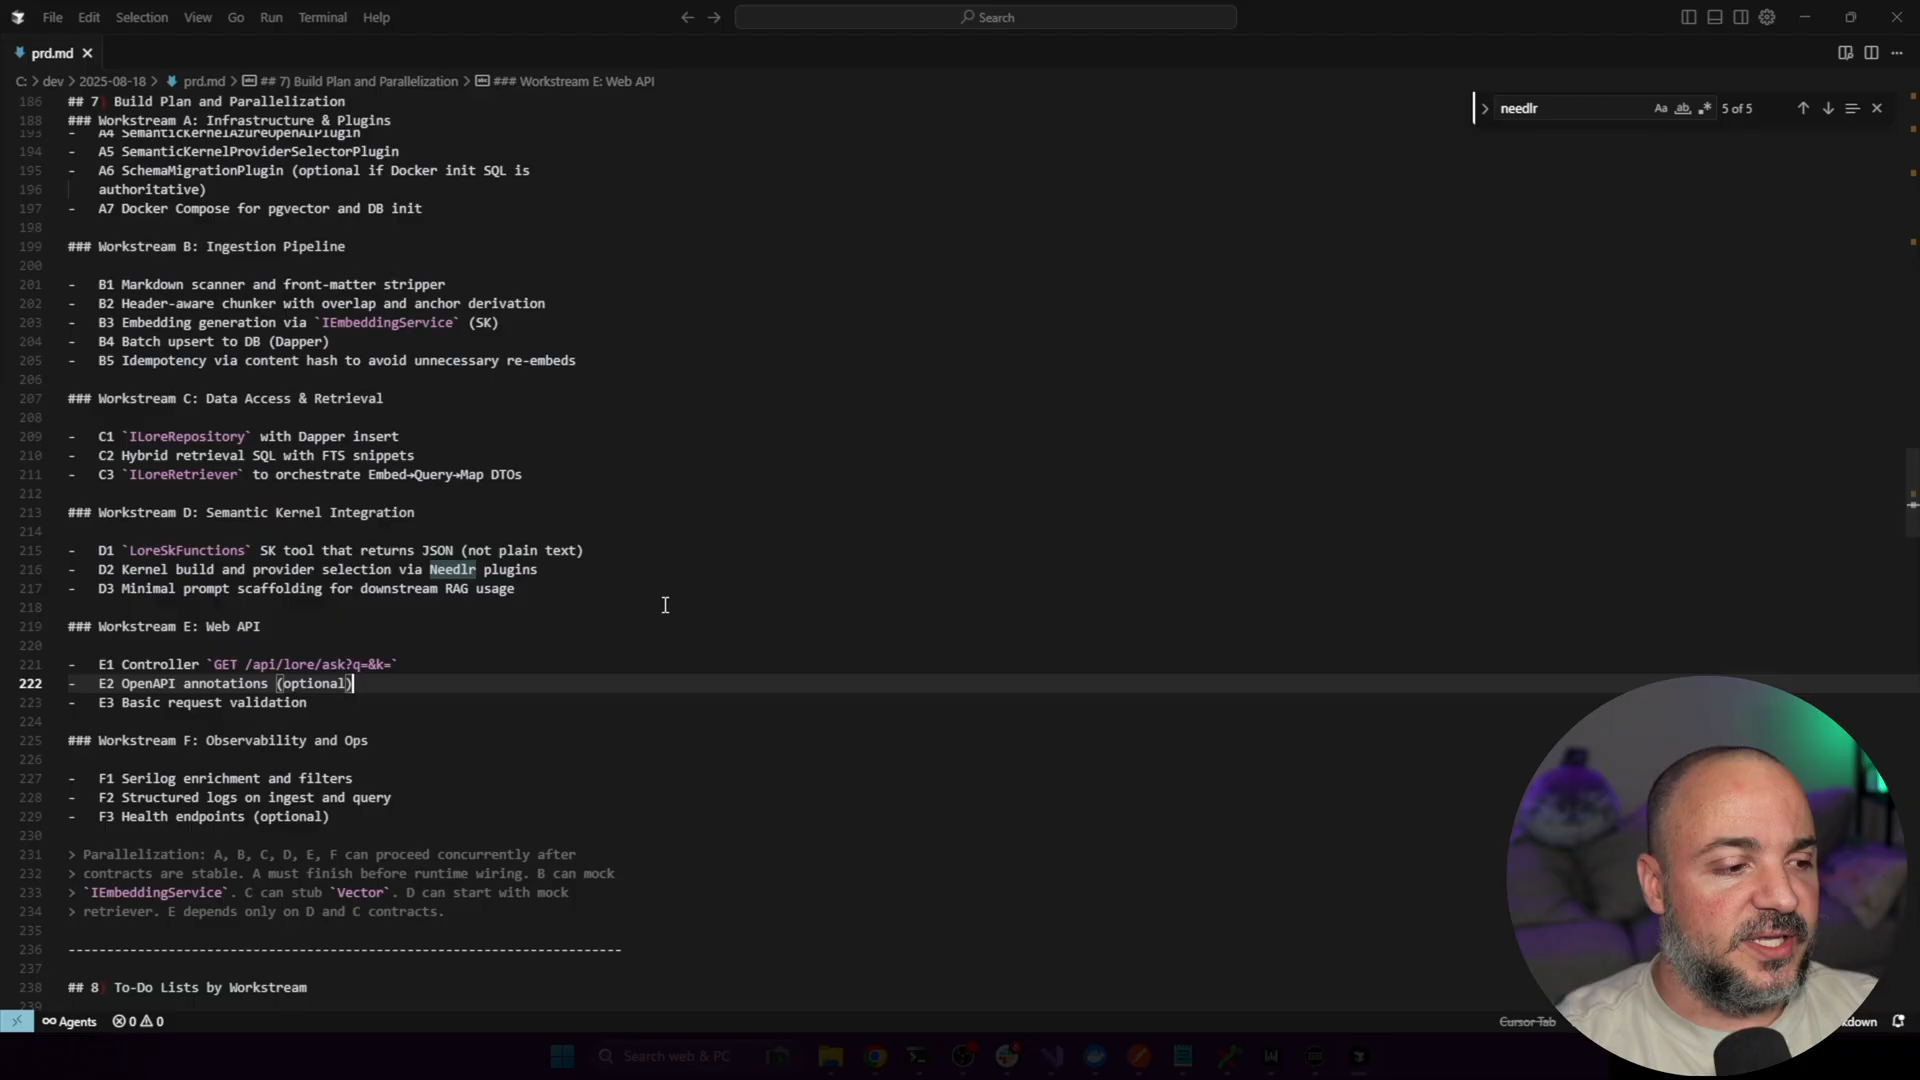 File Edit Selection View Go Run Terminal Help
Search
prd.md
C: > dev > 2025-08-18 > prd.md > ## 7) Build Plan and Parallelization > ### Workstream E: Web API
needlr Aa ab .* 5 of 5
186 ## 7) Build Plan and Parallelization
188 ### Workstream A: Infrastructure & Plugins
193 - A4 SemanticKernelAzureOpenAIPlugin
194 - A5 SemanticKernelProviderSelectorPlugin
195 - A6 SchemaMigrationPlugin (optional if Docker init SQL is
196 authoritative)
197 - A7 Docker Compose for pgvector and DB init
198
199 ### Workstream B: Ingestion Pipeline
200
201 - B1 Markdown scanner and front-matter stripper
202 - B2 Header-aware chunker with overlap and anchor derivation
203 - B3 Embedding generation via `IEmbeddingService` (SK)
204 - B4 Batch upsert to DB (Dapper)
205 - B5 Idempotency via content hash to avoid unnecessary re-embeds
206
207 ### Workstream C: Data Access & Retrieval
208
209 - C1 `ILoreRepository` with Dapper insert
210 - C2 Hybrid retrieval SQL with FTS snippets
211 - C3 `ILoreRetriever` to orchestrate Embed→Query→Map DTOs
212
213 ### Workstream D: Semantic Kernel Integration
214
215 - D1 `LoreSkFunctions` SK tool that returns JSON (not plain text)
216 - D2 Kernel build and provider selection via Needlr plugins
217 - D3 Minimal prompt scaffolding for downstream RAG usage
218
219 ### Workstream E: Web API
220
221 - E1 Controller `GET /api/lore/ask?q=&k=`
222 - E2 OpenAPI annotations (optional)
223 - E3 Basic request validation
224
225 ### Workstream F: Observability and Ops
226
227 - F1 Serilog enrichment and filters
228 - F2 Structured logs on ingest and query
229 - F3 Health endpoints (optional)
230
231 > Parallelization: A, B, C, D, E, F can proceed concurrently after
232 > contracts are stable. A must finish before runtime wiring. B can mock
233 > `IEmbeddingService`. C can stub `Vector`. D can start with mock
234 > retriever. E depends only on D and C contracts.
235
236 ------------------------------------------------------------------------
237
238 ## 8) To-Do Lists by Workstream
239
Agents 0 0 Cursor Tab
Search web & PC